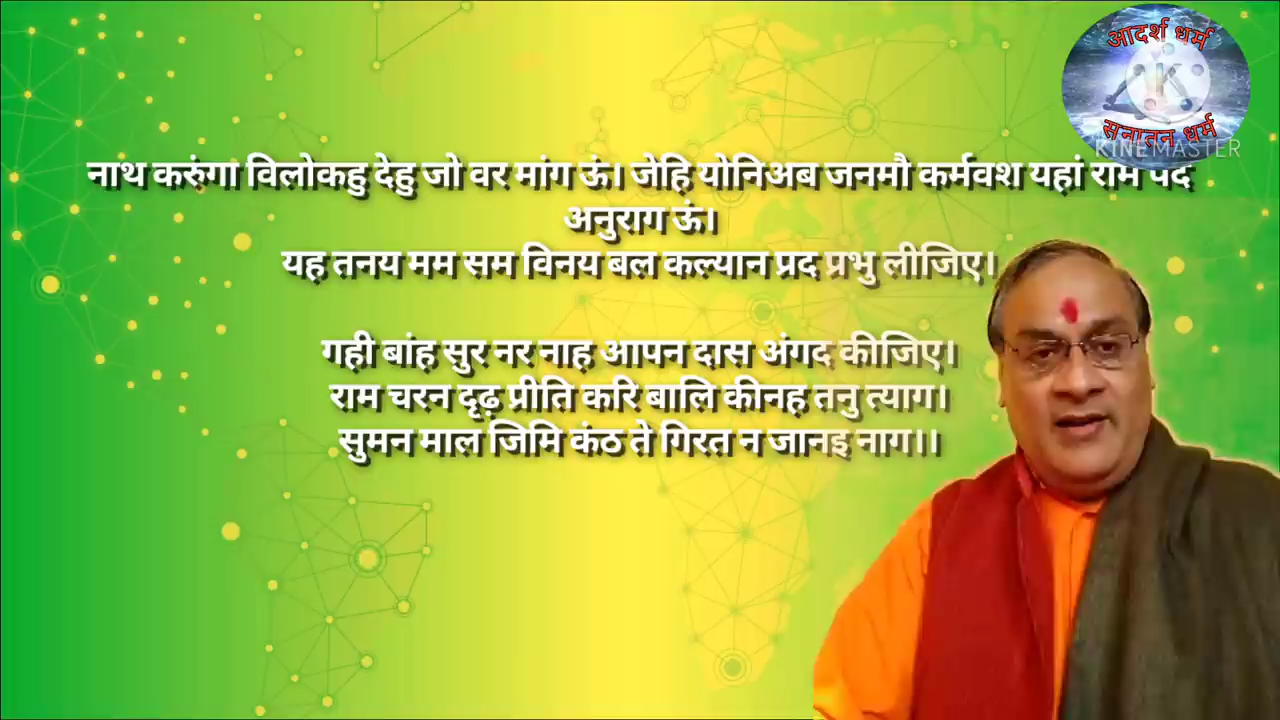 आदर्श धर्म
सनातन धर्म
KINEMASTER
नाथ करुंगा विलोकहु देहु जो वर मांग ऊं। जेहि योनिअब जनमौ कर्मवश यहां राम पद
अनुराग ऊं।
यह तनय मम सम विनय बल कल्यान प्रद प्रभु लीजिए।
गही बांह सुर नर नाह आपन दास अंगद कीजिए।
राम चरन दृढ़ प्रीति करि बालि कीनह तनु त्याग।
सुमन माल जिमि कंठ ते गिरत न जानइ नाग।।